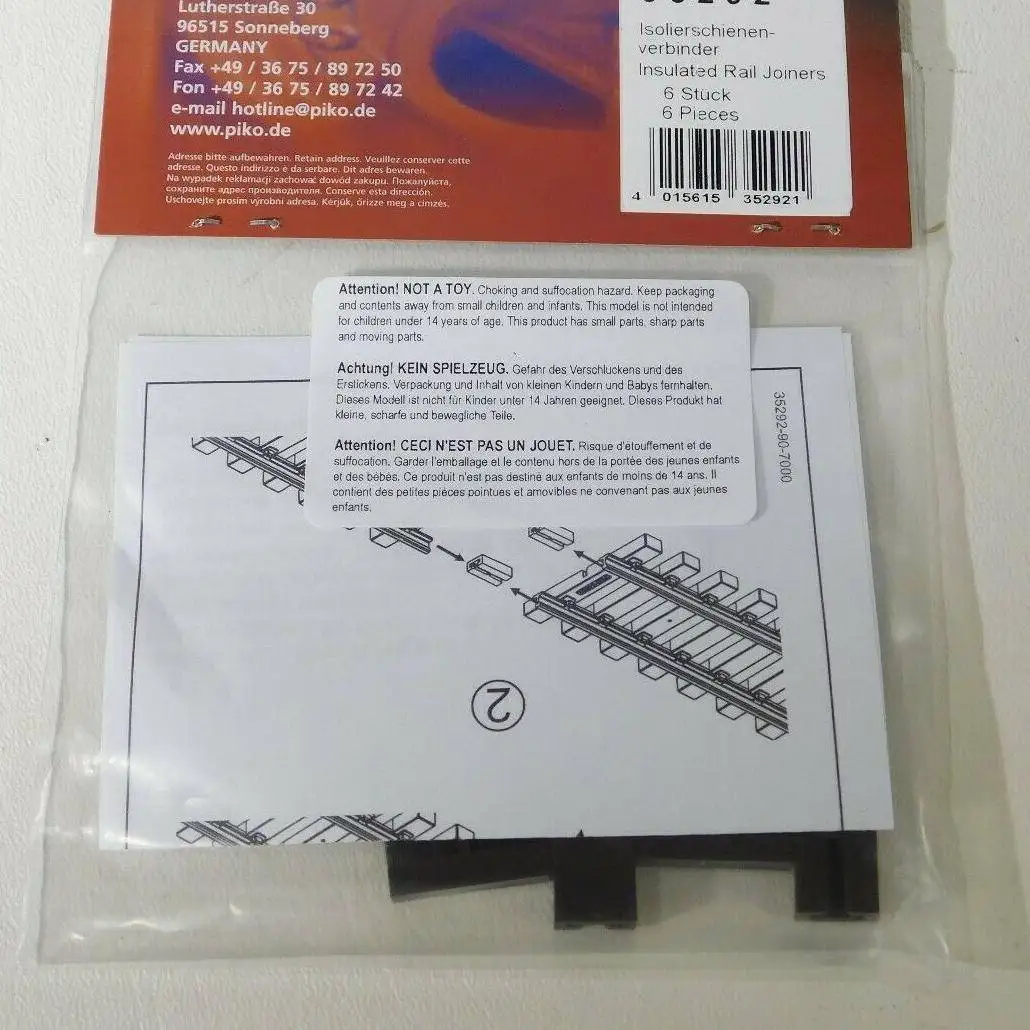 Lutherstraße 30
96515 Sonneberg
GERMANY
Fax +49 / 36 75 / 89 72 50
Fon +49 / 36 75 / 89 72 42
e-mail hotline@piko.de
www.piko.de
Adresse bitte aufbewahren. Retain address. Veuillez conserver cette
adresse. Questo indirizzo è da serbare. Dit adres bewaren.
Na wypadek reklamacji zachować dowód zakupu. Пожалуйста,
сохраните адрес производителя. Conserve esta dirección.
Uschovejte prosim výrobni adresa. Kérjük, őrizze meg a címzés.
Isolierschienen-
verbinder
Insulated Rail Joiners
6 Stück
6 Pieces
4 015615 352921
Attention! NOT A TOY. Choking and suffocation hazard. Keep packaging
and contents away from small children and infants. This model is not intended
for children under 14 years of age. This product has small parts, sharp parts
and moving parts.
Achtung! KEIN SPIELZEUG. Gefahr des Verschluckens und des
Erstickens. Verpackung und Inhalt von kleinen Kindern und Babys fernhalten.
Dieses Modell ist nicht für Kinder unter 14 Jahren geeignet. Dieses Produkt hat
kleine, scharfe und bewegliche Teile.
Attention! CECI N'EST PAS UN JOUET. Risque d'étouffement et de
suffocation. Garder l'emballage et le contenu hors de la portée des jeunes enfants
et des bébés. Ce produit n'est pas destiné aux enfants de moins de 14 ans. Il
contient des petites pièces pointues et amovibles ne convenant pas aux jeunes
enfants.
35292-90-7000
2